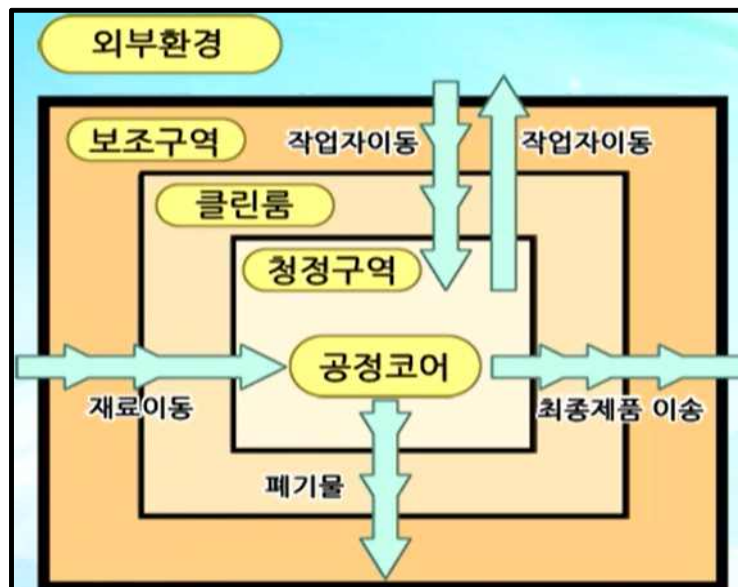 외부환경
보조구역
작업자이동
작업자이동
클린룸
청정구역
공정코어
재료이동
최종제품 이송
폐기물